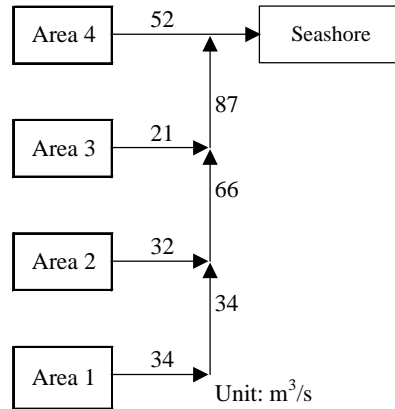 Area 4
52
Seashore
87
Area 3
21
66
Area 2
32
34
Area 1
34
Unit: m³/s